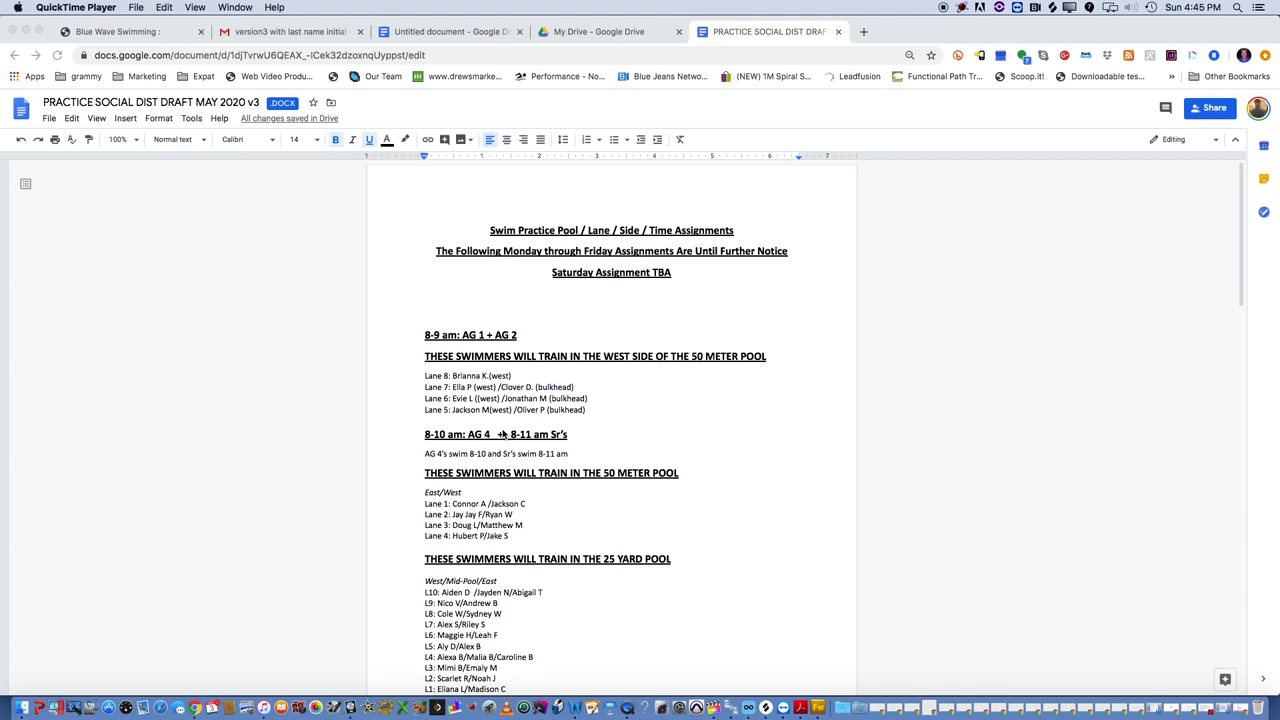 QuickTime Player File Edit View Window Help Sun 4:45 PM
Blue Wave Swimming : version3 with last name initial Untitled document - Google Do My Drive - Google Drive PRACTICE SOCIAL DIST DRAFT
docs.google.com/document/d/1djTvrwU6QEAX_-lCek32dzoxnqUyppst/edit
Apps grammy Marketing Expat Web Video Produ... Our Team www.drewsmarke... Performance - No... Blue Jeans Netwo... (NEW) 1M Spiral S... Leadfusion Functional Path Tr... Scoop.it! Downloadable tes... » Other Bookmarks
PRACTICE SOCIAL DIST DRAFT MAY 2020 v3 .DOCX
Share
File Edit View Insert Format Tools Help All changes saved in Drive
100% Normal text Calibri 14 B I U A Editing
1 1 2 3 4 5 6 7
Swim Practice Pool / Lane / Side / Time Assignments
The Following Monday through Friday Assignments Are Until Further Notice
Saturday Assignment TBA
8-9 am: AG 1 + AG 2
THESE SWIMMERS WILL TRAIN IN THE WEST SIDE OF THE 50 METER POOL
Lane 8: Brianna K.(west)
Lane 7: Ella P (west) /Clover D. (bulkhead)
Lane 6: Evie L ((west) /Jonathan M (bulkhead)
Lane 5: Jackson M(west) /Oliver P (bulkhead)
8-10 am: AG 4 + 8-11 am Sr's
AG 4's swim 8-10 and Sr's swim 8-11 am
THESE SWIMMERS WILL TRAIN IN THE 50 METER POOL
East/West
Lane 1: Connor A /Jackson C
Lane 2: Jay Jay F/Ryan W
Lane 3: Doug L/Matthew M
Lane 4: Hubert P/Jake S
THESE SWIMMERS WILL TRAIN IN THE 25 YARD POOL
West/Mid-Pool/East
L10: Aiden D /Jayden N/Abigail T
L9: Nico V/Andrew B
L8: Cole W/Sydney W
L7: Alex S/Riley S
L6: Maggie H/Leah F
L5: Aly D/Alex B
L4: Alexa B/Malia B/Caroline B
L3: Mimi B/Emaly M
L2: Scarlet R/Noah J
L1: Eliana L/Madison C